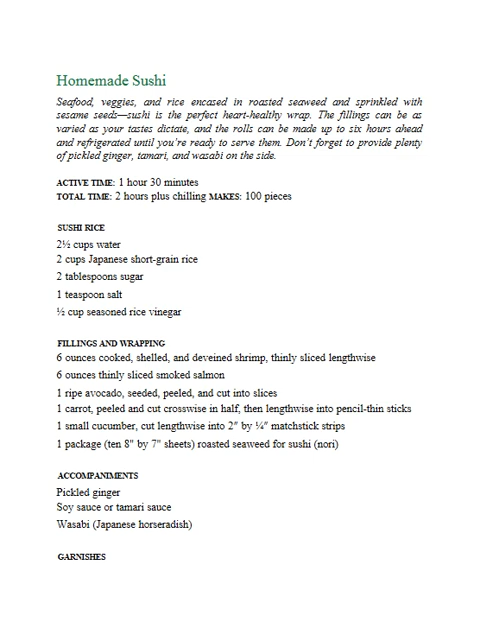 Homemade Sushi
Seafood, veggies, and rice encased in roasted seaweed and sprinkled with
sesame seeds—sushi is the perfect heart-healthy wrap. The fillings can be as
varied as your tastes dictate, and the rolls can be made up to six hours ahead
and refrigerated until you're ready to serve them. Don't forget to provide plenty
of pickled ginger, tamari, and wasabi on the side.
ACTIVE TIME: 1 hour 30 minutes
TOTAL TIME: 2 hours plus chilling MAKES: 100 pieces
SUSHI RICE
2½ cups water
2 cups Japanese short-grain rice
2 tablespoons sugar
1 teaspoon salt
½ cup seasoned rice vinegar
FILLINGS AND WRAPPING
6 ounces cooked, shelled, and deveined shrimp, thinly sliced lengthwise
6 ounces thinly sliced smoked salmon
1 ripe avocado, seeded, peeled, and cut into slices
1 carrot, peeled and cut crosswise in half, then lengthwise into pencil-thin sticks
1 small cucumber, cut lengthwise into 2" by ¼" matchstick strips
1 package (ten 8" by 7" sheets) roasted seaweed for sushi (nori)
ACCOMPANIMENTS
Pickled ginger
Soy sauce or tamari sauce
Wasabi (Japanese horseradish)
GARNISHES